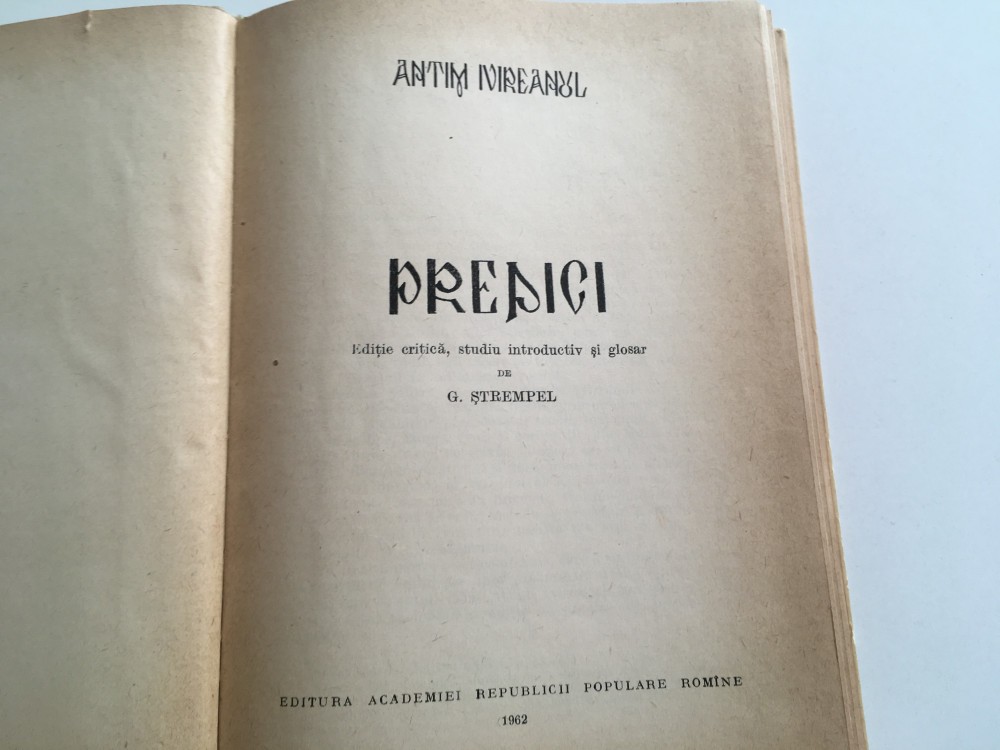 ANTIM IVIREANUL
PREDICI
Ediție critică, studiu introductiv și glosar
DE
G. ȘTREMPEL
EDITURA ACADEMIEI REPUBLICII POPULARE ROMÎNE
1962